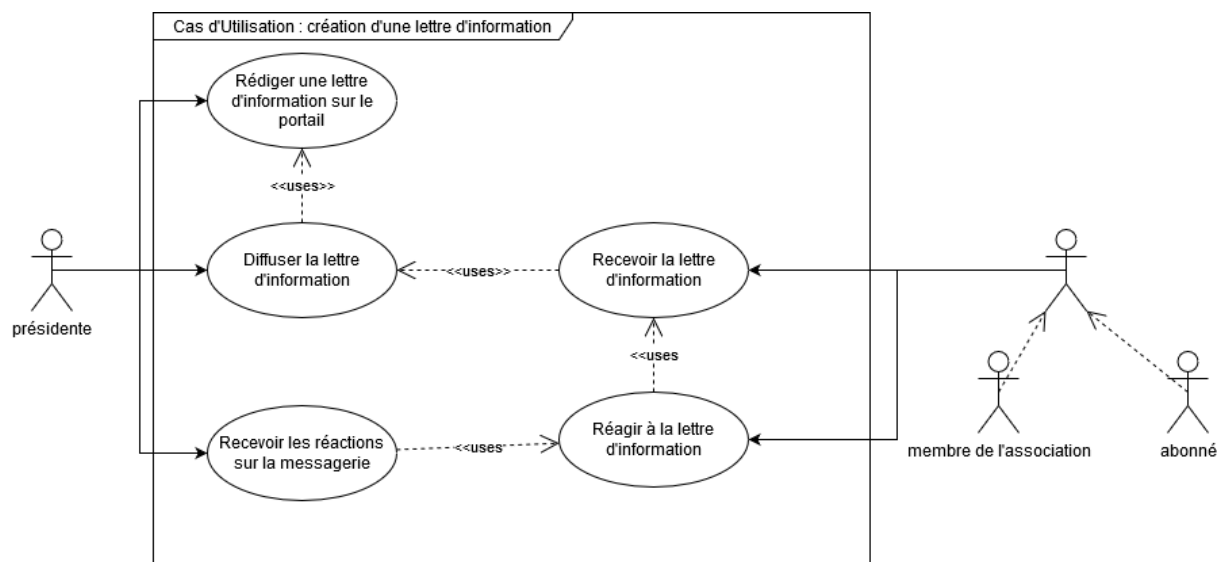 Cas d'Utilisation : création d'une lettre d'information
Rédiger une lettre
d'information sur le
portail
<<uses>>
Diffuser la lettre
d'information
<<uses>>
Recevoir la lettre
d'information
présidente
<<uses
Recevoir les réactions
sur la messagerie
<<uses
Réagir à la lettre
d'information
membre de l'association
abonné